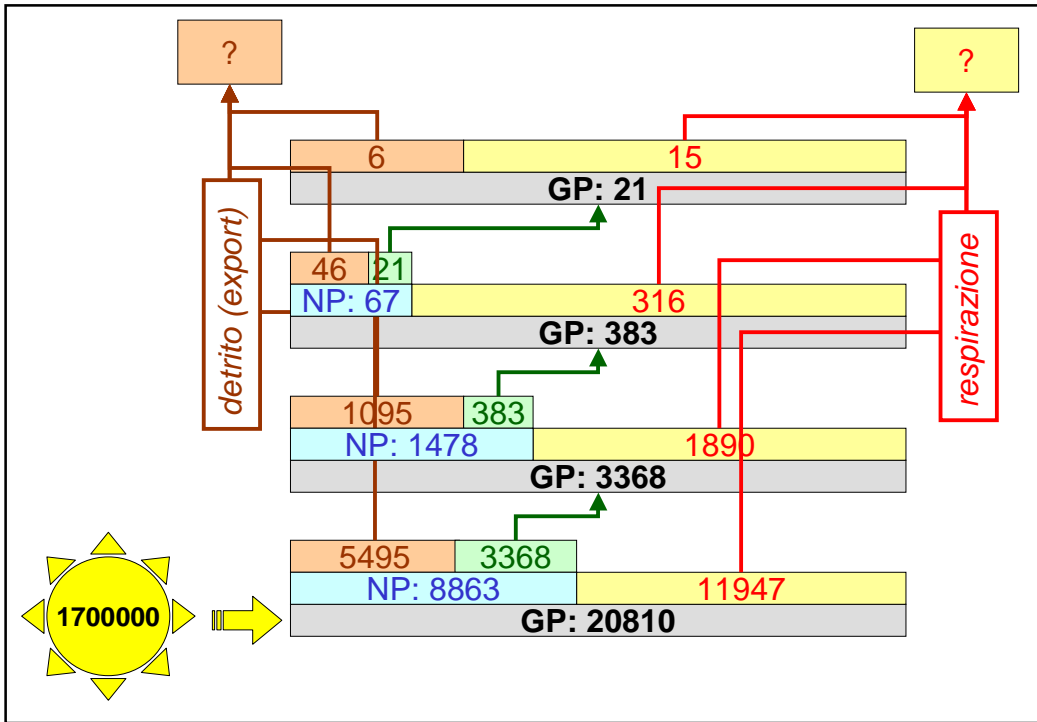 ?
?
6
15
GP: 21
detrito (export)
respirazione
46
21
NP: 67
316
GP: 383
1095
383
NP: 1478
1890
GP: 3368
5495
3368
NP: 8863
11947
GP: 20810
1700000